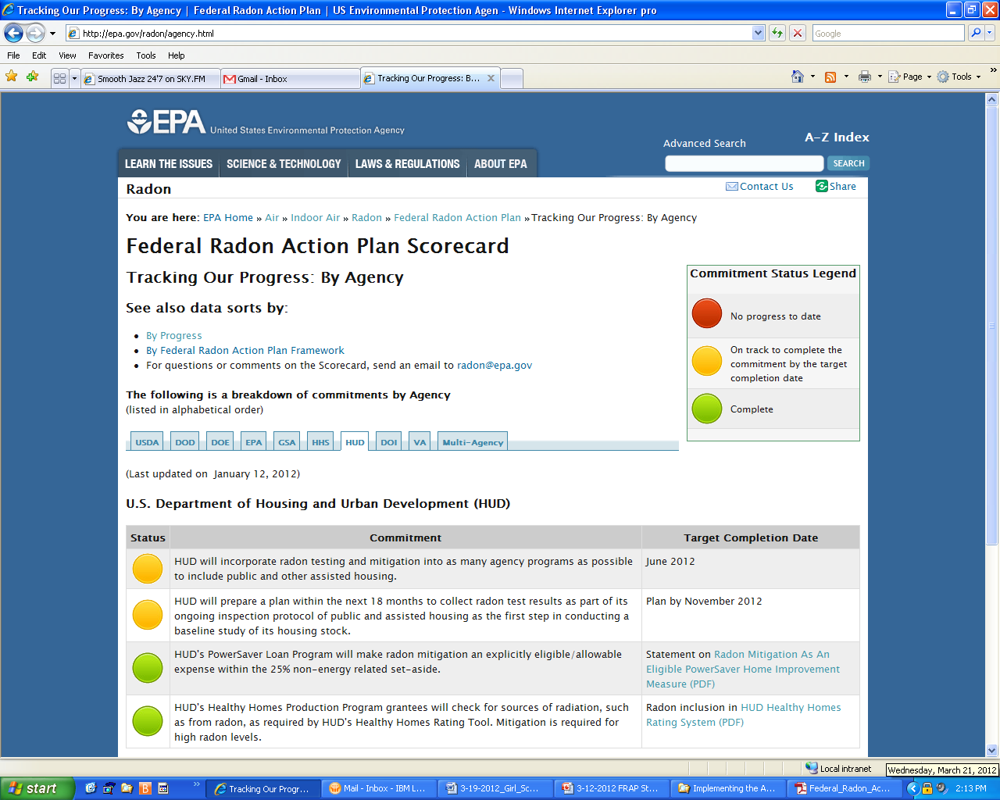 Tracking Our Progress: By Agency | Federal Radon Action Plan | US Environmental Protection Agen - Windows Internet Explorer pro
http://epa.gov/radon/agency.html
Google
File Edit View Favorites Tools Help
Smooth Jazz 24'7 on SKY.FM
Gmail - Inbox
Tracking Our Progress: B...
Page
Tools
EPA United States Environmental Protection Agency
A-Z Index
Advanced Search
SEARCH
LEARN THE ISSUES SCIENCE & TECHNOLOGY LAWS & REGULATIONS ABOUT EPA
Radon
Contact Us Share
You are here: EPA Home » Air » Indoor Air » Radon » Federal Radon Action Plan » Tracking Our Progress: By Agency
Federal Radon Action Plan Scorecard
Tracking Our Progress: By Agency
See also data sorts by:
• By Progress
• By Federal Radon Action Plan Framework
• For questions or comments on the Scorecard, send an email to radon@epa.gov
Commitment Status Legend
No progress to date
On track to complete the
commitment by the target
completion date
Complete
The following is a breakdown of commitments by Agency
(listed in alphabetical order)
USDA DOD DOE EPA GSA HHS HUD DOI VA Multi-Agency
(Last updated on January 12, 2012)
U.S. Department of Housing and Urban Development (HUD)
Status Commitment Target Completion Date
HUD will incorporate radon testing and mitigation into as many agency programs as possible
to include public and other assisted housing.
June 2012
HUD will prepare a plan within the next 18 months to collect radon test results as part of its
ongoing inspection protocol of public and assisted housing as the first step in conducting a
baseline study of its housing stock.
Plan by November 2012
HUD's PowerSaver Loan Program will make radon mitigation an explicitly eligible/allowable
expense within the 25% non-energy related set-aside.
Statement on Radon Mitigation As An
Eligible PowerSaver Home Improvement
Measure (PDF)
HUD's Healthy Homes Production Program grantees will check for sources of radiation, such
as from radon, as required by HUD's Healthy Homes Rating Tool. Mitigation is required for
high radon levels.
Radon inclusion in HUD Healthy Homes
Rating System (PDF)
Local intranet
Wednesday, March 21, 2012
start
Tracking Our Progr...
Mail - Inbox - IBM L...
3-19-2012_Girl_Sc...
3-12-2012 FRAP St...
Implementing the A...
Federal_Radon_Ac...
2:13 PM